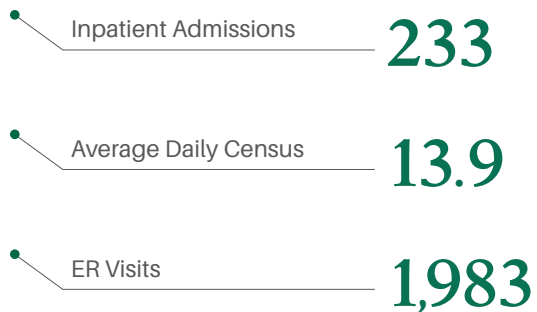 Inpatient Admissions 233
Average Daily Census 13.9
ER Visits 1,983